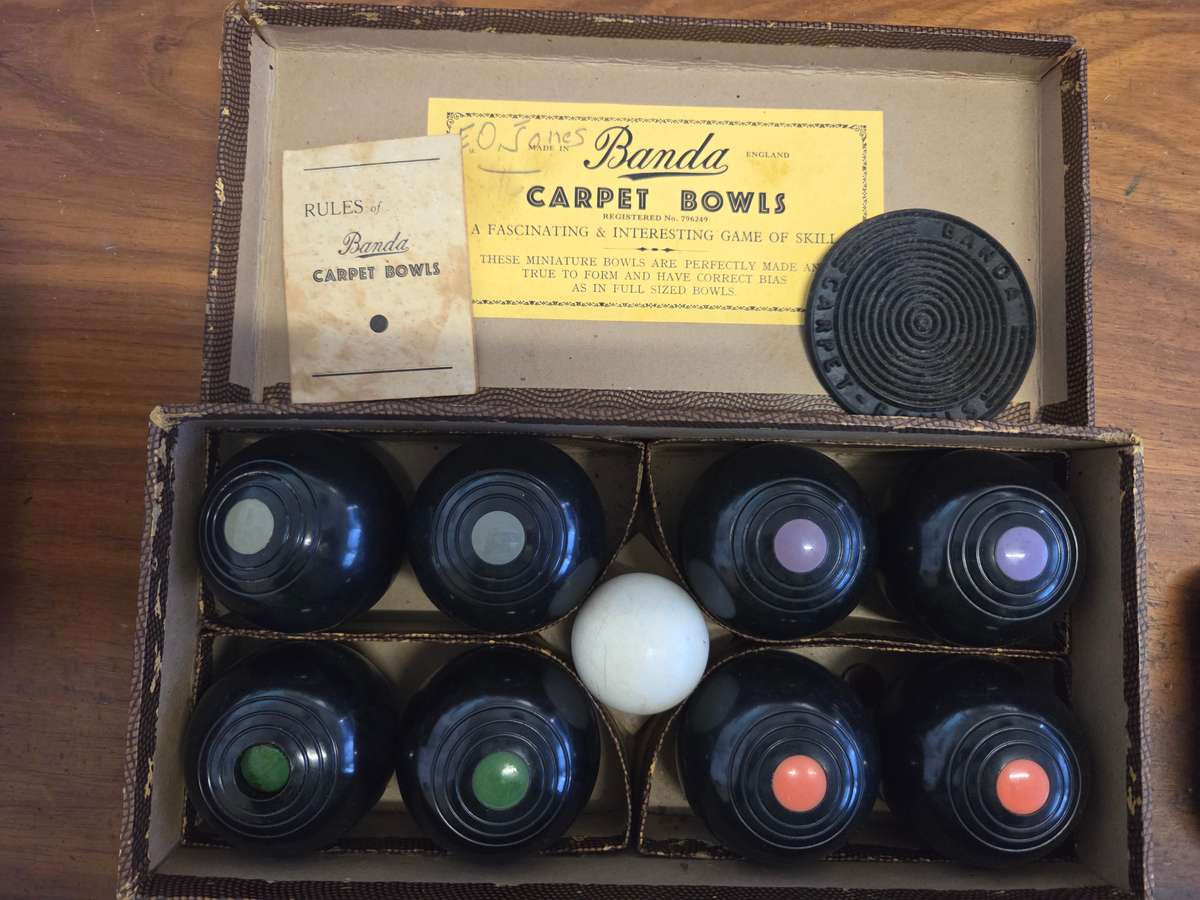 RULES of
Banda
CARPET BOWLS
E.O Jones
MADE IN Banda ENGLAND
CARPET BOWLS
REGISTERED No. 796249
A FASCINATING & INTERESTING GAME OF SKILL
THESE MINIATURE BOWLS ARE PERFECTLY MADE AN
TRUE TO FORM AND HAVE CORRECT BIAS
AS IN FULL SIZED BOWLS.
BANDA
CARPET-